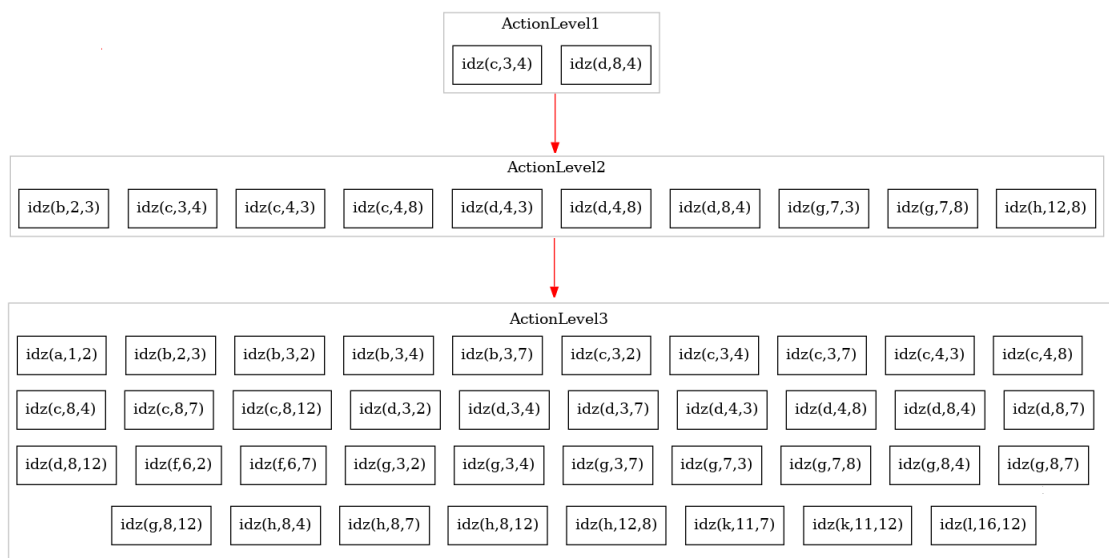 ActionLevel1
idz(c,3,4) idz(d,8,4)
ActionLevel2
idz(b,2,3) idz(c,3,4) idz(c,4,3) idz(c,4,8) idz(d,4,3) idz(d,4,8) idz(d,8,4) idz(g,7,3) idz(g,7,8) idz(h,12,8)
ActionLevel3
idz(a,1,2) idz(b,2,3) idz(b,3,2) idz(b,3,4) idz(b,3,7) idz(c,3,2) idz(c,3,4) idz(c,3,7) idz(c,4,3) idz(c,4,8)
idz(c,8,4) idz(c,8,7) idz(c,8,12) idz(d,3,2) idz(d,3,4) idz(d,3,7) idz(d,4,3) idz(d,4,8) idz(d,8,4) idz(d,8,7)
idz(d,8,12) idz(f,6,2) idz(f,6,7) idz(g,3,2) idz(g,3,4) idz(g,3,7) idz(g,7,3) idz(g,7,8) idz(g,8,4) idz(g,8,7)
idz(g,8,12) idz(h,8,4) idz(h,8,7) idz(h,8,12) idz(h,12,8) idz(k,11,7) idz(k,11,12) idz(l,16,12)